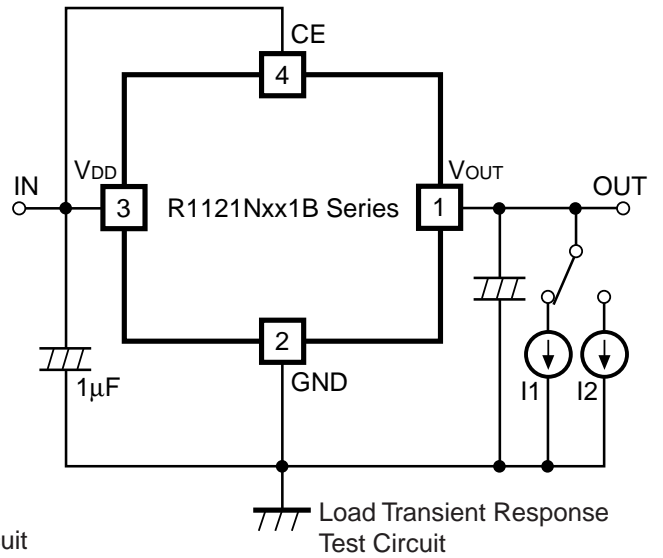 CE
4
VDD
VOUT
IN
OUT
3
R1121Nxx1B Series
1
2
GND
1μF
I1
I2
Load Transient Response
Test Circuit
uit